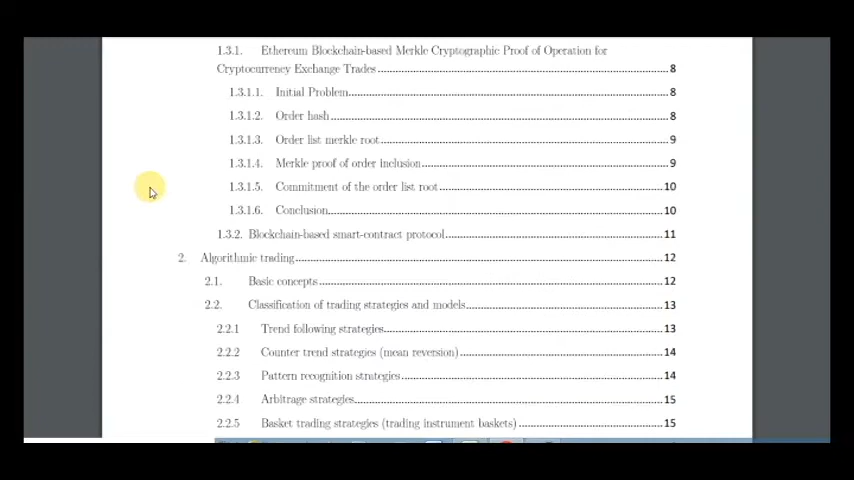 1.3.1. Ethereum Blockchain-based Merkle Cryptographic Proof of Operation for
Cryptocurrency Exchange Trades 8
1.3.1.1. Initial Problem 8
1.3.1.2. Order hash 8
1.3.1.3. Order list merkle root 9
1.3.1.4. Merkle proof of order inclusion 9
1.3.1.5. Commitment of the order list root 10
1.3.1.6. Conclusion 10
1.3.2. Blockchain-based smart-contract protocol 11
2. Algorithmic trading 12
2.1. Basic concepts 12
2.2. Classification of trading strategies and models 13
2.2.1 Trend following strategies 13
2.2.2 Counter trend strategies (mean reversion) 14
2.2.3 Pattern recognition strategies 14
2.2.4 Arbitrage strategies 15
2.2.5 Basket trading strategies (trading instrument baskets) 15